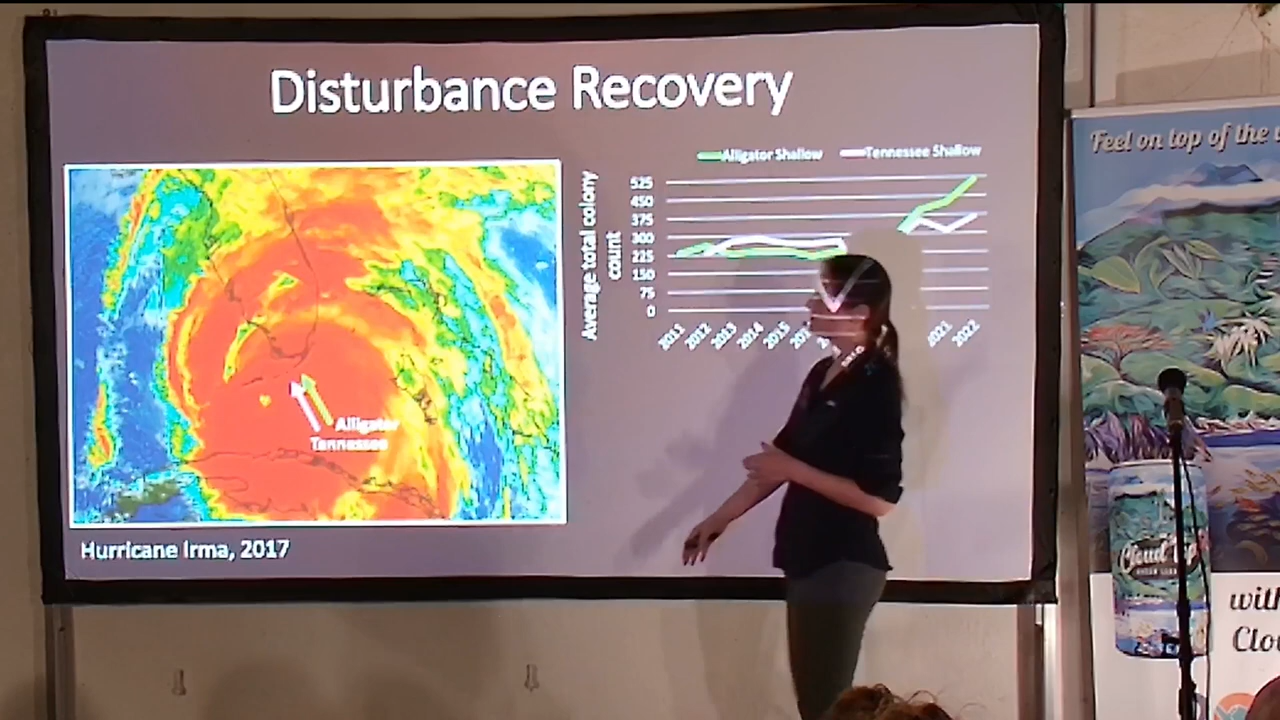 Disturbance Recovery
Alligator Shallow
Tennessee Shallow
Average total colony
count
525
450
375
300
225
150
75
0
2011
2012
2013
2014
2015
2021
2022
Alligator
Tennessee
Hurricane Irma, 2017
Feel on top of the
Cloud Top
with